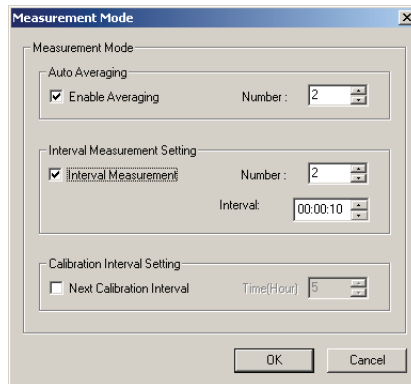 Measurement Mode
Measurement Mode
Auto Averaging
Enable Averaging Number : 2
Interval Measurement Setting
Interval Measurement Number : 2
Interval: 00:00:10
Calibration Interval Setting
Next Calibration Interval Time(Hour) 5
OK Cancel